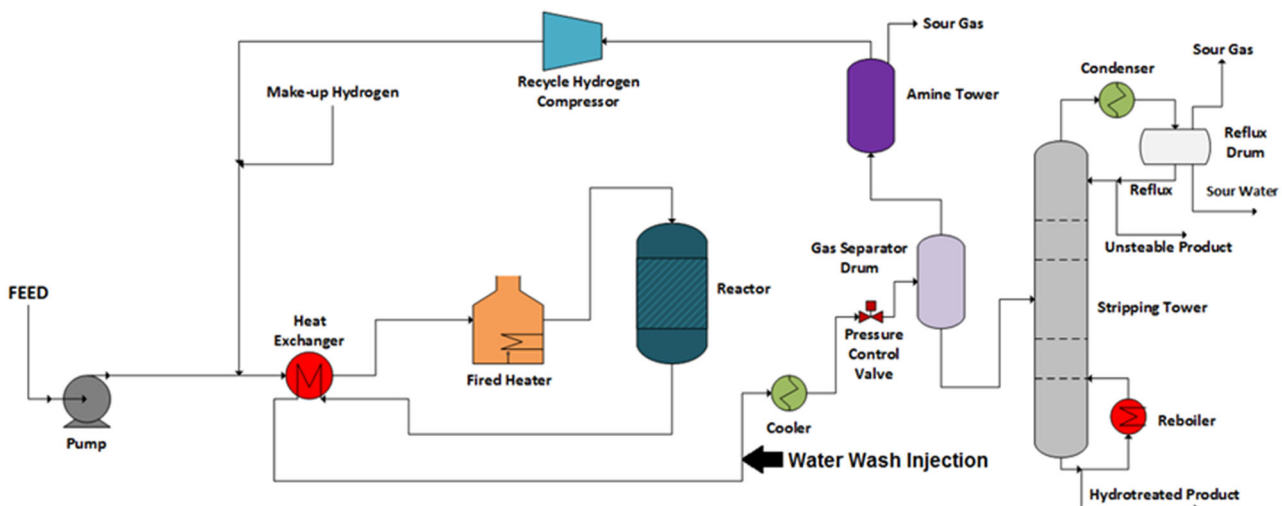 Sour Gas
Sour Gas
Condenser
Recycle Hydrogen
Compressor
Make-up Hydrogen
Amine Tower
Reflux
Drum
Reflux
Sour Water
Unsteable Product
Gas Separator
Drum
FEED
Heat
Exchanger
Reactor
Stripping Tower
Fired Heater
Pressure
Control
Valve
Pump
Cooler
Reboiler
Water Wash Injection
Hydrotreated Product